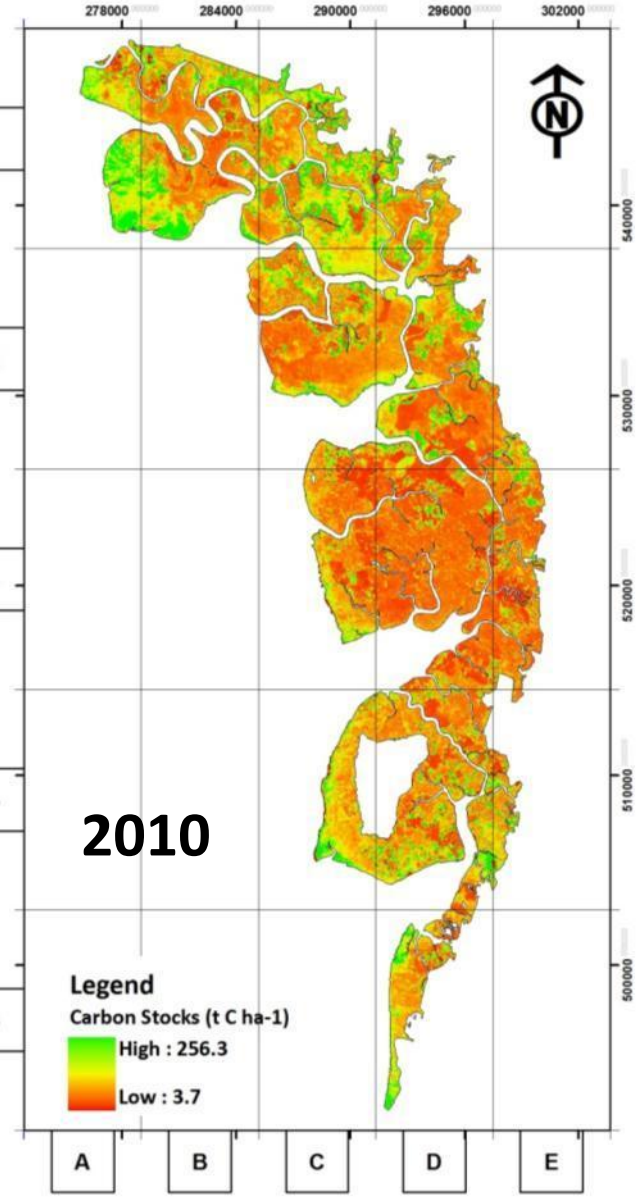 278000 284000 290000 296000 302000
N
540000
530000
520000
510000
500000
2010
Legend
Carbon Stocks (t C ha-1)
High : 256.3
Low : 3.7
A B C D E